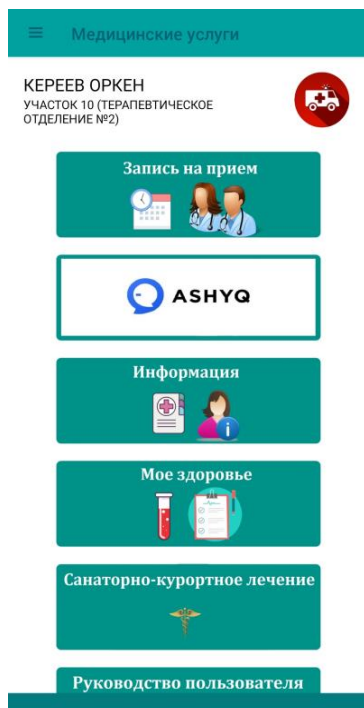 Медицинские услуги
КЕРЕЕВ ОРКЕН
УЧАСТОК 10 (ТЕРАПЕВТИЧЕСКОЕ
ОТДЕЛЕНИЕ №2)
Запись на прием
ASHYQ
Информация
Мое здоровье
Санаторно-курортное лечение
Руководство пользователя